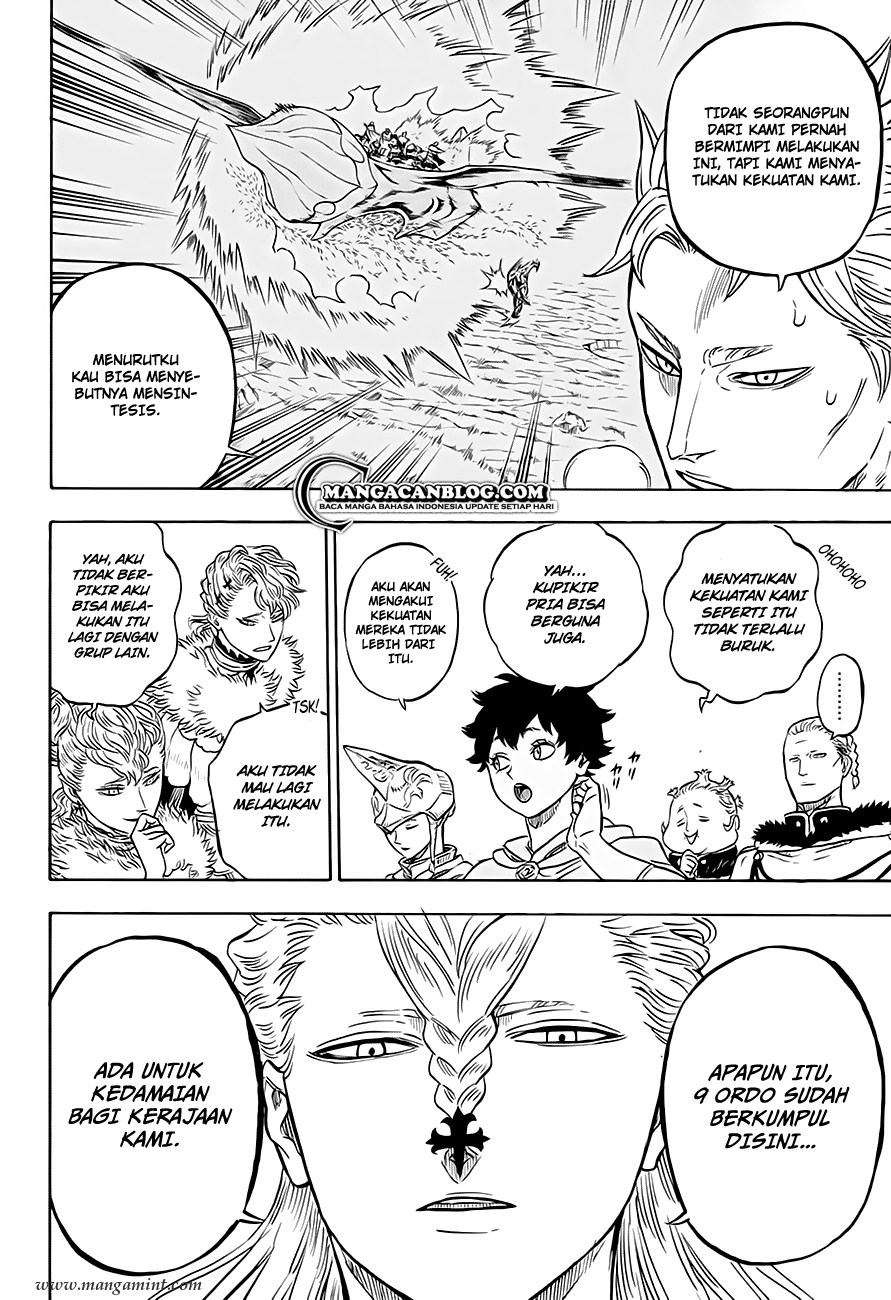 TIDAK SEORANGPUN
DARI KAMI PERNAH
BERMIMPI MELAKUKAN
INI, TAPI KAMI MENYA-
TUKAN KEKUATAN KAMI.
MENURUTKU
KAU BISA MENYE-
BUTNYA MENSIN-
TESIS.
MANGACANBLOG.COM
BACA MANGA BAHASA INDONESIA UPDATE SETIAP HARI
OHOHOHO
MENYATUKAN
KEKUATAN KAMI
SEPERTI ITU
TIDAK TERLALU
BURUK.
.........
YAH...
KUPIKIR
PRIA BISA
BERGUNA
JUGA.
ガヤ
FUH!
AKU AKAN
MENGAKUI
KEKUATAN
MEREKA TIDAK
LEBIH DARI
ITU.
②
YAH, AKU
TIDAK BER-
PIKIR AKU
BISA MELA-
KUKAN ITU
LAGI DENGAN
GRUP LAIN.
TSK!
AKU TIDAK
MAU LAGI
MELAKUKAN
ITU.
APAPUN ITU,
9 ORDO SUDAH
BERKUMPUL
DISINI...
ADA UNTUK
KEDAMAIAN
BAGI KERAJAAN
KAMI.
www.mangamint.com